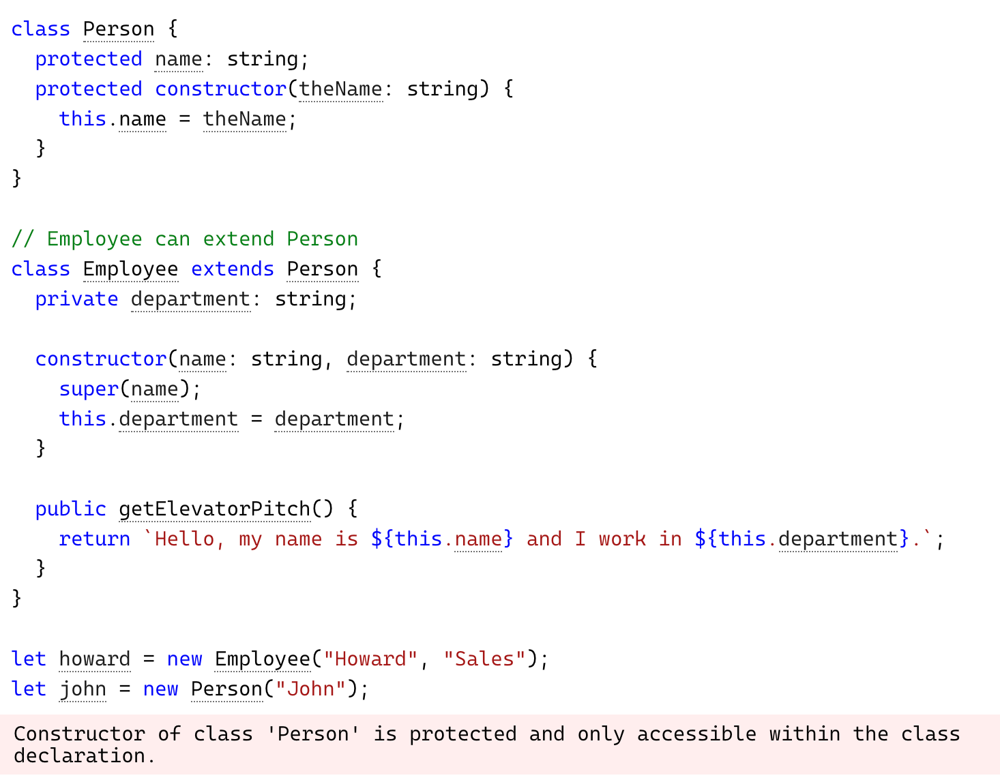 class Person {
  protected name: string;
  protected constructor(theName: string) {
    this.name = theName;
  }
}

// Employee can extend Person
class Employee extends Person {
  private department: string;

  constructor(name: string, department: string) {
    super(name);
    this.department = department;
  }

  public getElevatorPitch() {
    return `Hello, my name is ${this.name} and I work in ${this.department}.`;
  }
}

let howard = new Employee("Howard", "Sales");
let john = new Person("John");
Constructor of class 'Person' is protected and only accessible within the class
declaration.